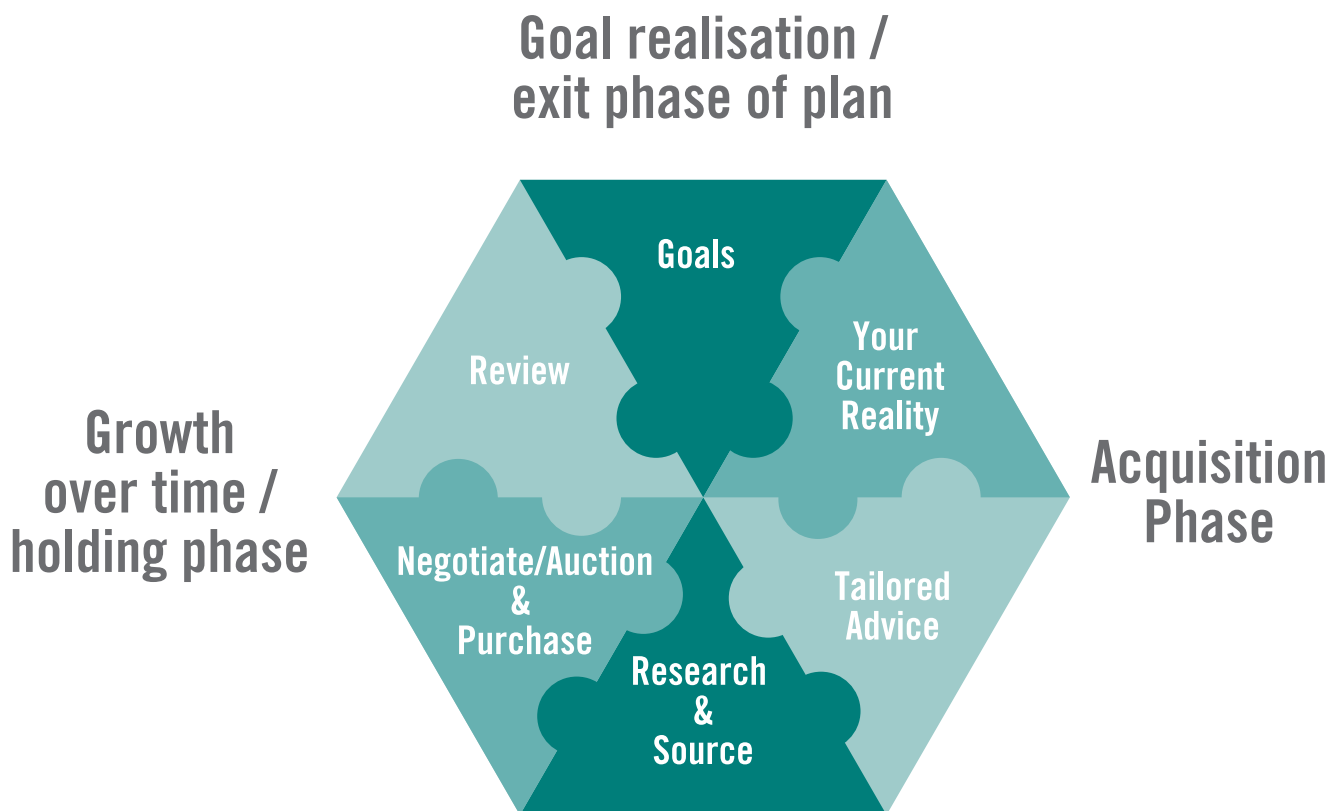 Goal realisation /
exit phase of plan
Goals
Your
Current
Reality
Review
Growth
over time /
holding phase
Acquisition
Phase
Negotiate/Auction
&
Purchase
Tailored
Advice
Research
&
Source